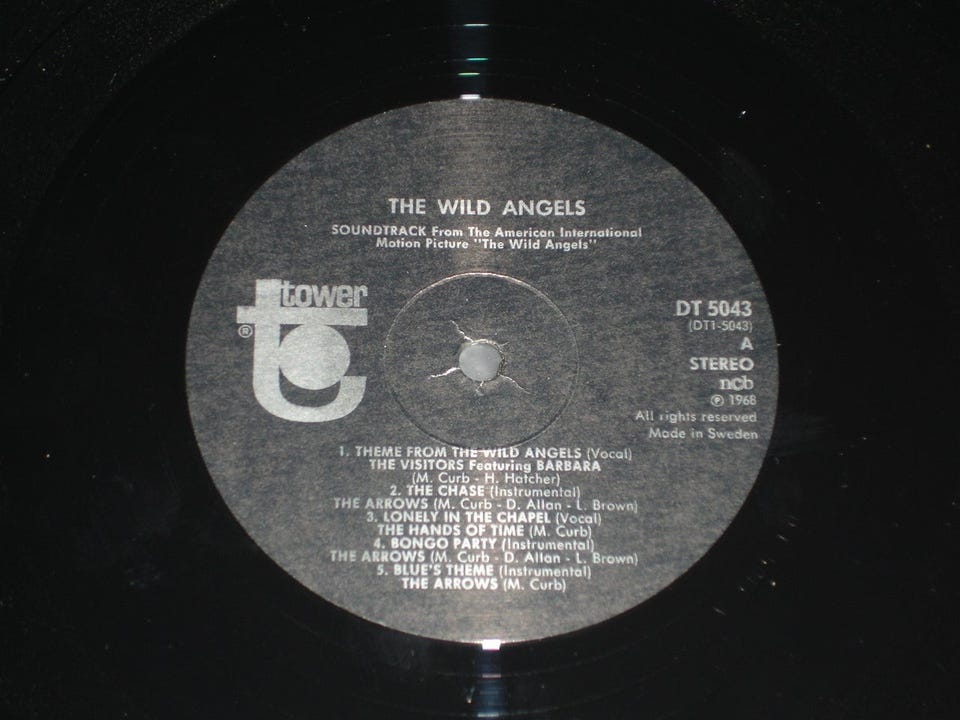 THE WILD ANGELS
SOUNDTRACK From The American International
Motion Picture "The Wild Angels"
tower
®
DT 5043
(DT1-5043)
A
STEREO
ncb
℗ 1968
All rights reserved
Made in Sweden
1. THEME FROM THE WILD ANGELS (Vocal)
THE VISITORS Featuring BARBARA
(M. Curb - H. Hatcher)
2. THE CHASE (Instrumental)
THE ARROWS (M. Curb - D. Allan - L. Brown)
3. LONELY IN THE CHAPEL (Vocal)
THE HANDS OF TIME (M. Curb)
4. BONGO PARTY (Instrumental)
THE ARROWS (M. Curb - D. Allan - L. Brown)
5. BLUE'S THEME (Instrumental)
THE ARROWS (M. Curb)